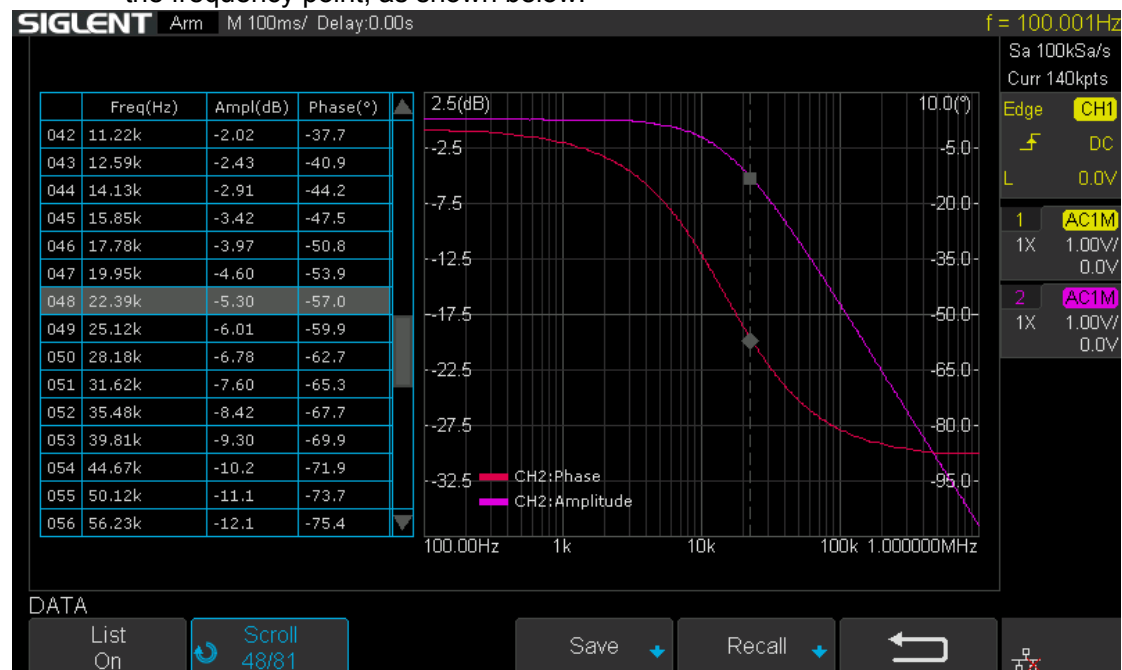 the frequency point, as shown below:
SIGLENT Arm M 100ms/ Delay:0.00s f = 100.001Hz
Sa 100kSa/s
Curr 140kpts
Edge CH1
DC
L 0.0V
1 AC1M
1X 1.00V/
0.0V
2 AC1M
1X 1.00V/
0.0V
Freq(Hz) Ampl(dB) Phase(°)
042 11.22k -2.02 -37.7
043 12.59k -2.43 -40.9
044 14.13k -2.91 -44.2
045 15.85k -3.42 -47.5
046 17.78k -3.97 -50.8
047 19.95k -4.60 -53.9
048 22.39k -5.30 -57.0
049 25.12k -6.01 -59.9
050 28.18k -6.78 -62.7
051 31.62k -7.60 -65.3
052 35.48k -8.42 -67.7
053 39.81k -9.30 -69.9
054 44.67k -10.2 -71.9
055 50.12k -11.1 -73.7
056 56.23k -12.1 -75.4
2.5(dB) 10.0(°)
-2.5 -5.0
-7.5 -20.0
-12.5 -35.0
-17.5 -50.0
-22.5 -65.0
-27.5 -80.0
-32.5 -95.0
CH2:Phase
CH2:Amplitude
100.00Hz 1k 10k 100k 1.000000MHz
DATA
List
On
Scroll
48/81
Save
Recall